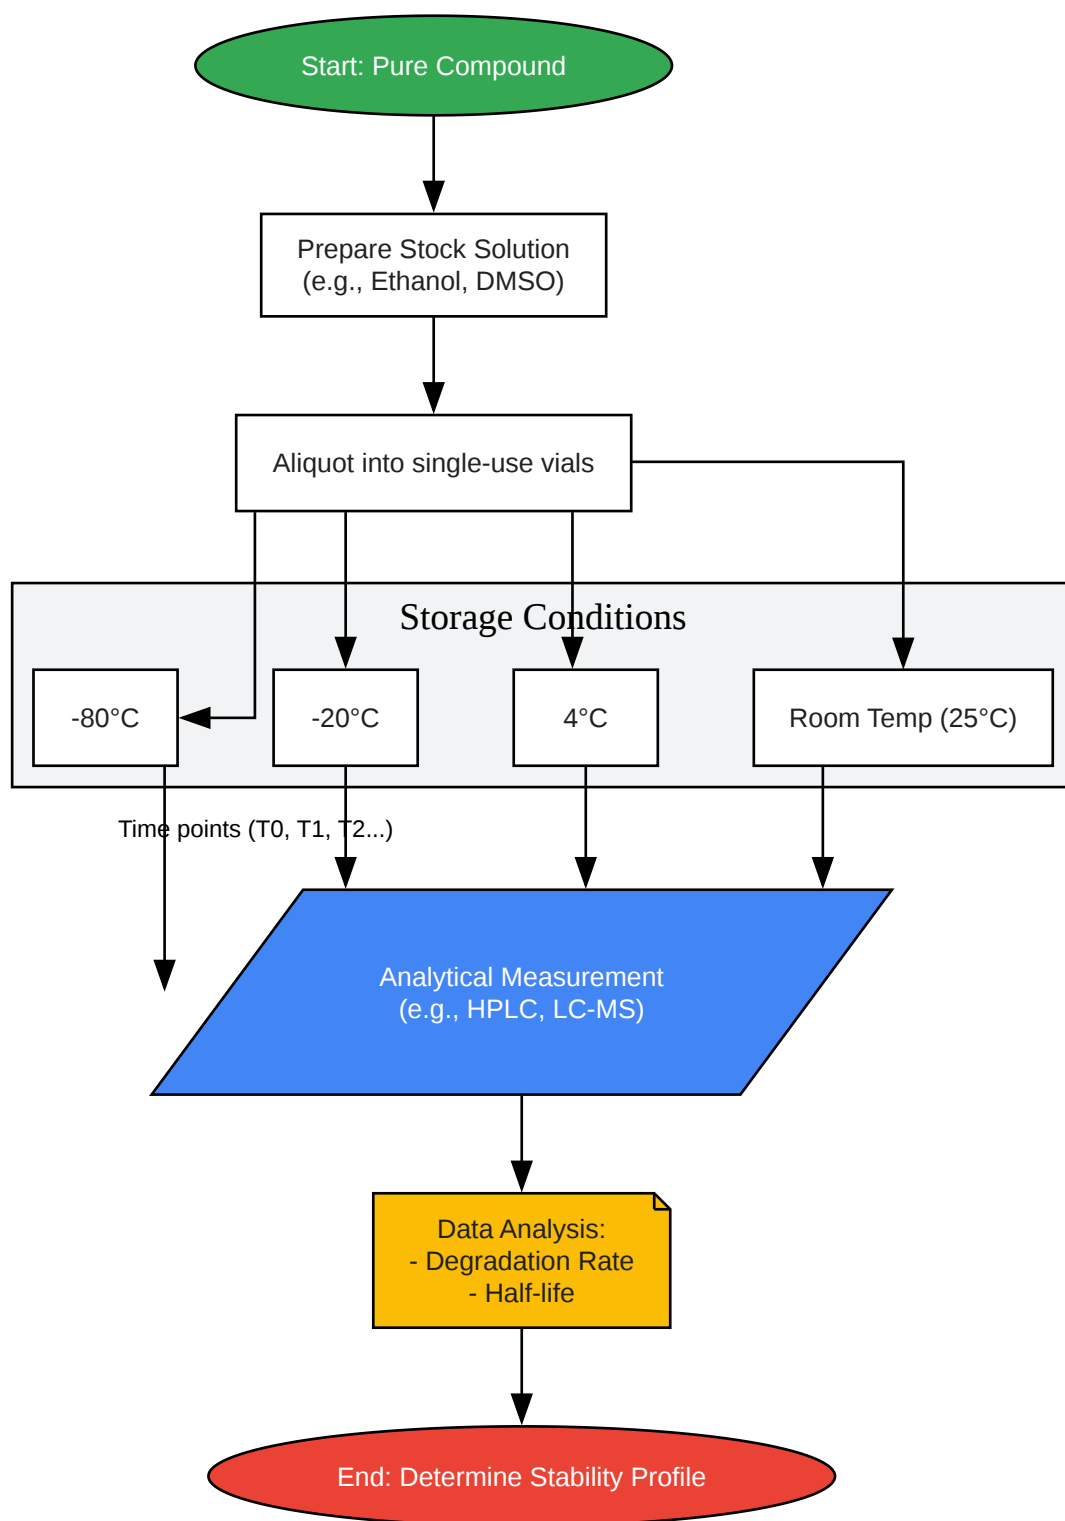 Start: Pure Compound
Prepare Stock Solution
(e.g., Ethanol, DMSO)
Aliquot into single-use vials
Storage Conditions
-80°C
-20°C
4°C
Room Temp (25°C)
Time points (T0, T1, T2...)
Analytical Measurement
(e.g., HPLC, LC-MS)
Data Analysis:
- Degradation Rate
- Half-life
End: Determine Stability Profile